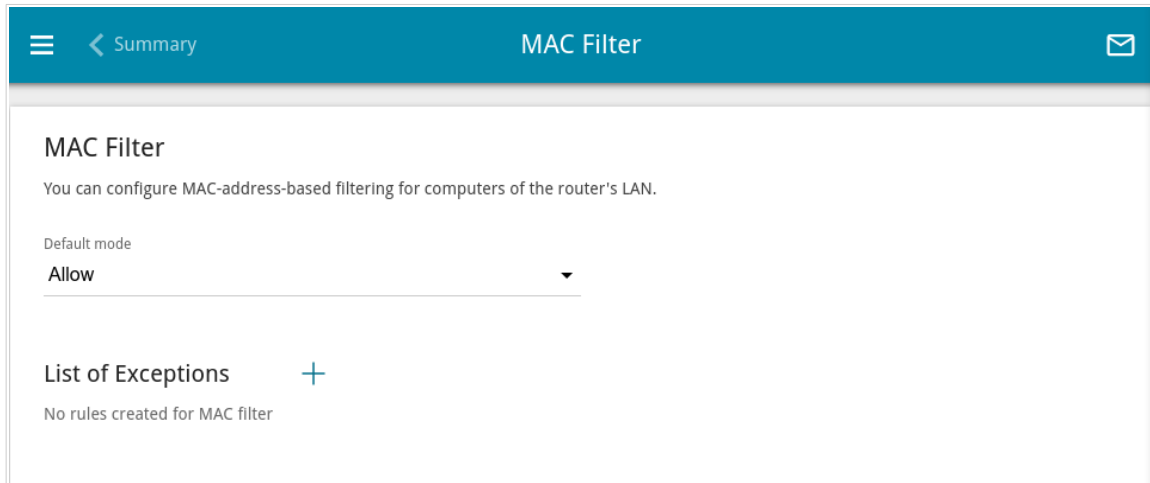 Summary
MAC Filter
MAC Filter
You can configure MAC-address-based filtering for computers of the router's LAN.
Default mode
Allow
List of Exceptions
No rules created for MAC filter